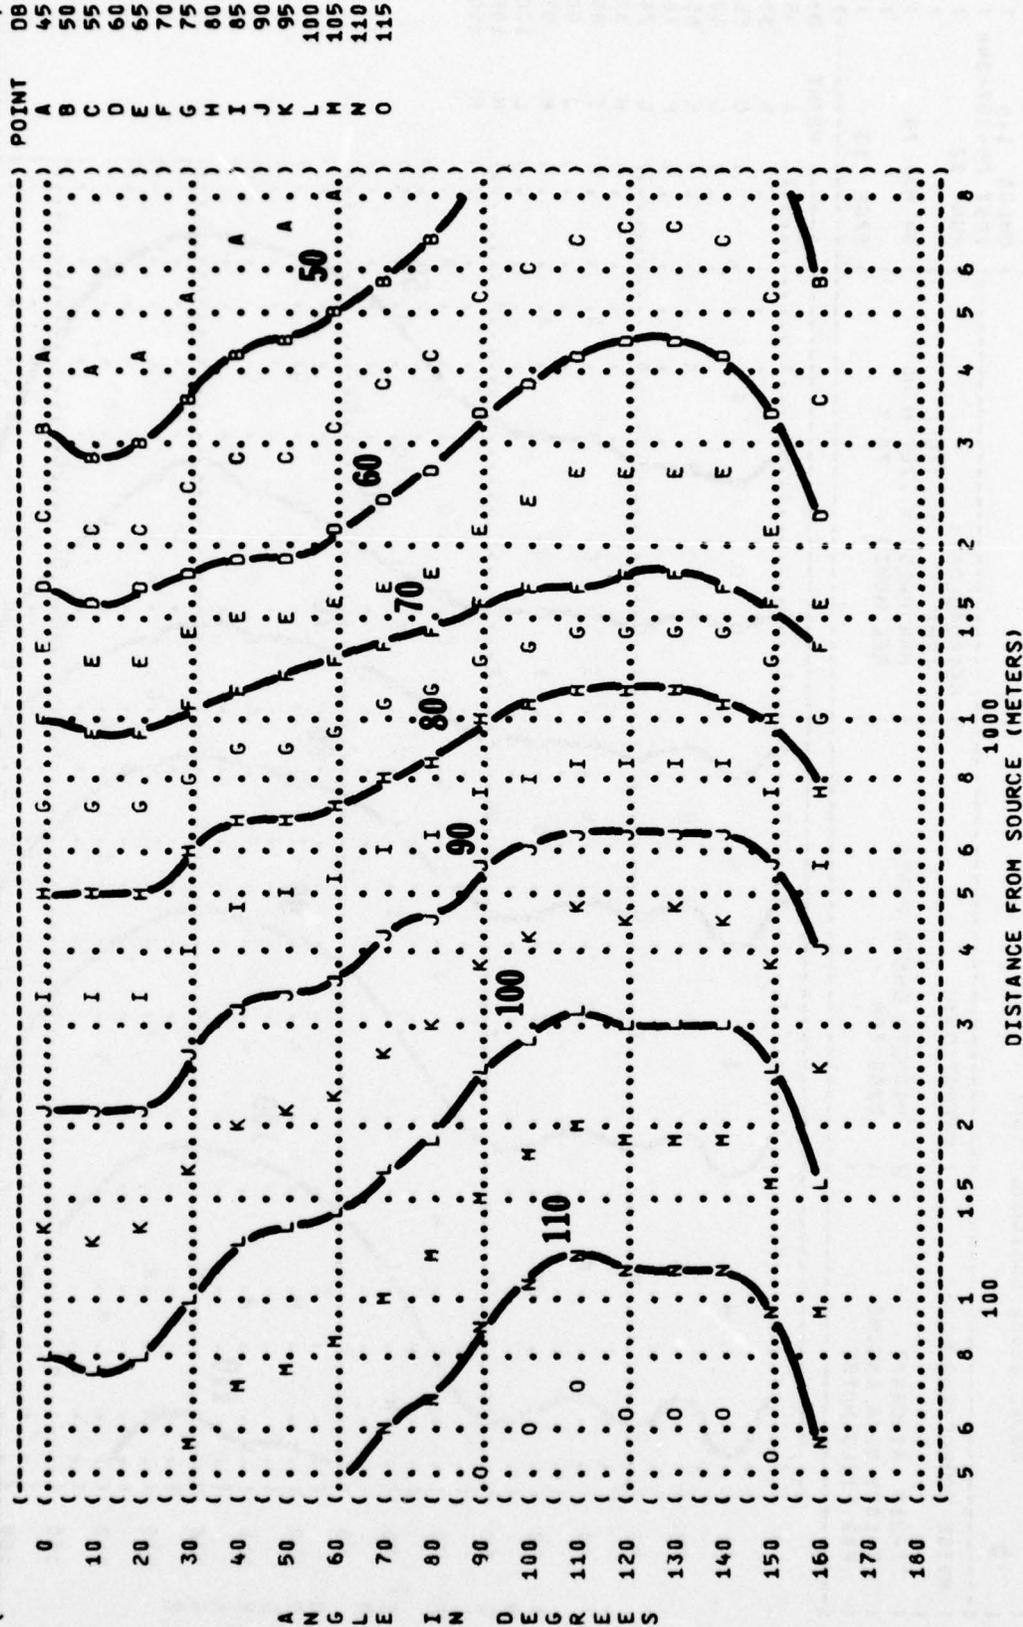 POINT DB
0 L K J I H G F E D C B A
A 45
B 50
10 L K J I H G F E D C B A
C 55
D 60
20 L K J I H G F E D C B A
E 65
F 70
30 M L K J I H G F E D C B A
G 75
H 80
40 M L K J I H G F E D C B A
I 85
J 90
50 M L K J I H G F E D C B A
K 95
50
L 100
60 M L K J I H G F E D C B A
M 105
60
N 110
70 N M L K J I H G F E D C B
O 115
70
80 N M L K J I H G F E D C B
80
90
90 O N M L K J I H G F E D C
100
100 O N M L K J I H G F E D C
110
110 O N M L K J I H G F E D C
120 O N M L K J I H G F E D C
130 O N M L K J I H G F E D C
140 O N M L K J I H G F E D C
150 O N M L K J I H G F E D C
160 N M L K J I H G F E D C B
170
180
ANGLE IN DEGREES
5 6 8 1 1.5 2 3 4 5 6 8 1 1.5 2 3 4 5 6 8
100 1000
DISTANCE FROM SOURCE (METERS)